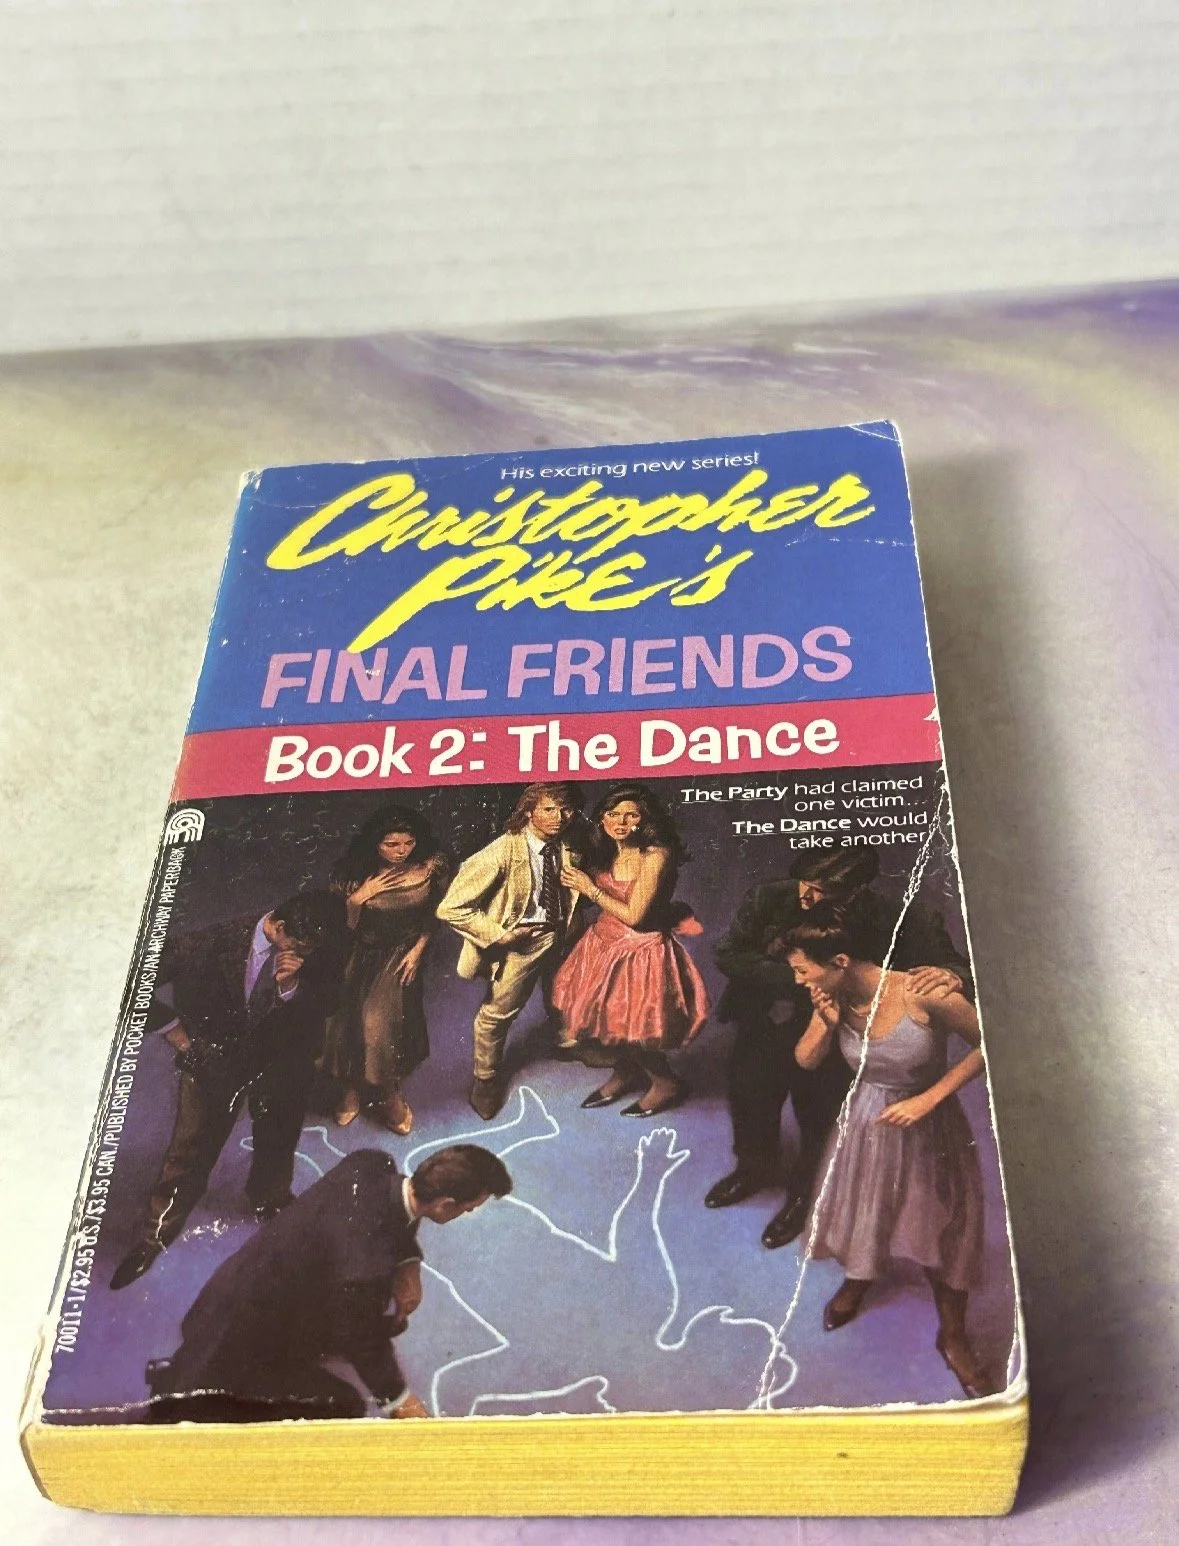 His exciting new series!
Christopher
Pike's
FINAL FRIENDS
Book 2: The Dance
The Party had claimed
one victim...
The Dance would
take another
70011-1/$2.95 U.S./$3.95 CAN./PUBLISHED BY POCKET BOOKS/AN ARCHWAY PAPERBACK